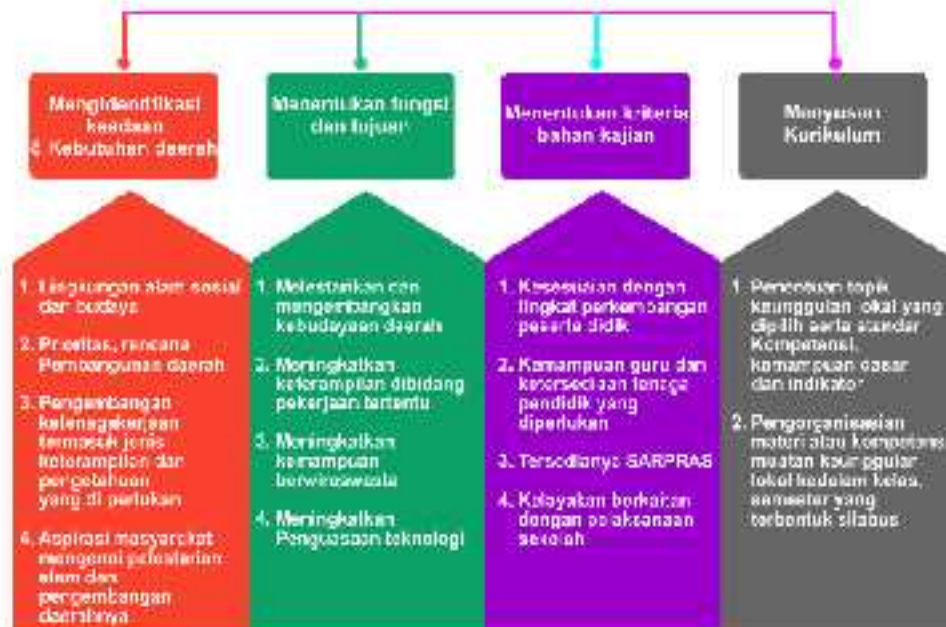 Mengidentifikasi
keadaan
& Kebutuhan daerah
Menentukan fungsi
dan tujuan
Menentukan kriteria
bahan kajian
Menyusun
Kurikulum
1. Lingkungan alam sosial
dan budaya
2. Prioritas, rencana
Pembangunan daerah
3. Pengembangan
ketenagakerjaan
termasuk jenis
keterampilan dan
pengetahuan
yang di perlukan
4. Aspirasi masyarakat
mengenai pelestarian
alam dan
pengembangan
daerahnya
1. Melestarikan dan
mengembangkan
kebudayaan daerah
2. Meningkatkan
keterampilan dibidang
pekerjaan tertentu
3. Meningkatkan
kemampuan
berwiraswasta
4. Meningkatkan
Penguasaan teknologi
1. Kesesuaian dengan
tingkat perkembangan
peserta didik
2. Kemampuan guru dan
ketersediaan tenaga
pendidik yang
diperlukan
3. Tersedianya SARPRAS
4. Kelayakan berkaitan
dengan pelaksanaan
sekolah
1. Penentuan topik
keunggulan lokal yang
dipilih serta standar
Kompetensi,
kemampuan dasar
dan indikator
2. Pengorganisasian
materi atau kompetensi
muatan keunggulan
lokal kedalam kelas,
semester yang
terbentuk silabus